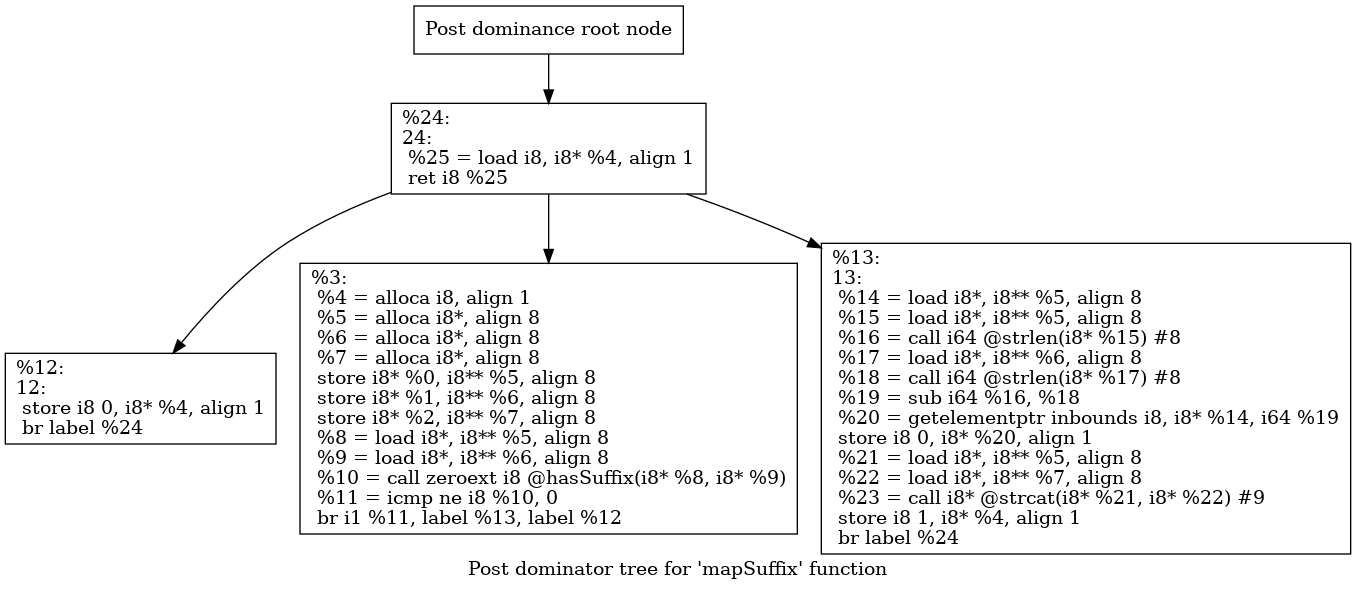 Post dominance root node
%24:
24:
%25 = load i8, i8* %4, align 1
ret i8 %25
%12:
12:
store i8 0, i8* %4, align 1
br label %24
%3:
%4 = alloca i8, align 1
%5 = alloca i8*, align 8
%6 = alloca i8*, align 8
%7 = alloca i8*, align 8
store i8* %0, i8** %5, align 8
store i8* %1, i8** %6, align 8
store i8* %2, i8** %7, align 8
%8 = load i8*, i8** %5, align 8
%9 = load i8*, i8** %6, align 8
%10 = call zeroext i8 @hasSuffix(i8* %8, i8* %9)
%11 = icmp ne i8 %10, 0
br i1 %11, label %13, label %12
%13:
13:
%14 = load i8*, i8** %5, align 8
%15 = load i8*, i8** %5, align 8
%16 = call i64 @strlen(i8* %15) #8
%17 = load i8*, i8** %6, align 8
%18 = call i64 @strlen(i8* %17) #8
%19 = sub i64 %16, %18
%20 = getelementptr inbounds i8, i8* %14, i64 %19
store i8 0, i8* %20, align 1
%21 = load i8*, i8** %5, align 8
%22 = load i8*, i8** %7, align 8
%23 = call i8* @strcat(i8* %21, i8* %22) #9
store i8 1, i8* %4, align 1
br label %24
Post dominator tree for 'mapSuffix' function